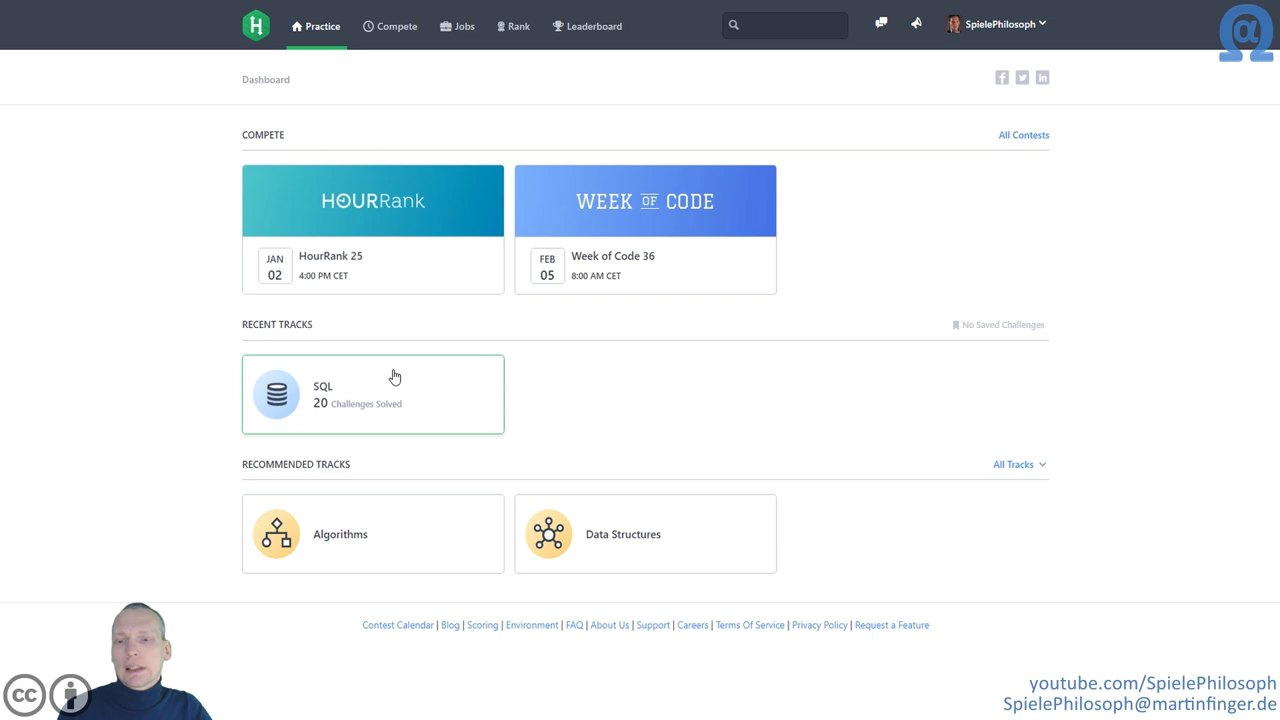 H Practice Compete Jobs Rank Leaderboard SpielePhilosoph
@
Dashboard
COMPETE All Contests
HOURRank
WEEK OF CODE
JAN
02
HourRank 25
4:00 PM CET
FEB
05
Week of Code 36
8:00 AM CET
RECENT TRACKS No Saved Challenges
SQL
20 Challenges Solved
RECOMMENDED TRACKS All Tracks
Algorithms
Data Structures
Contest Calendar | Blog | Scoring | Environment | FAQ | About Us | Support | Careers | Terms Of Service | Privacy Policy | Request a Feature
cc
youtube.com/SpielePhilosoph
SpielePhilosoph@martinfinger.de